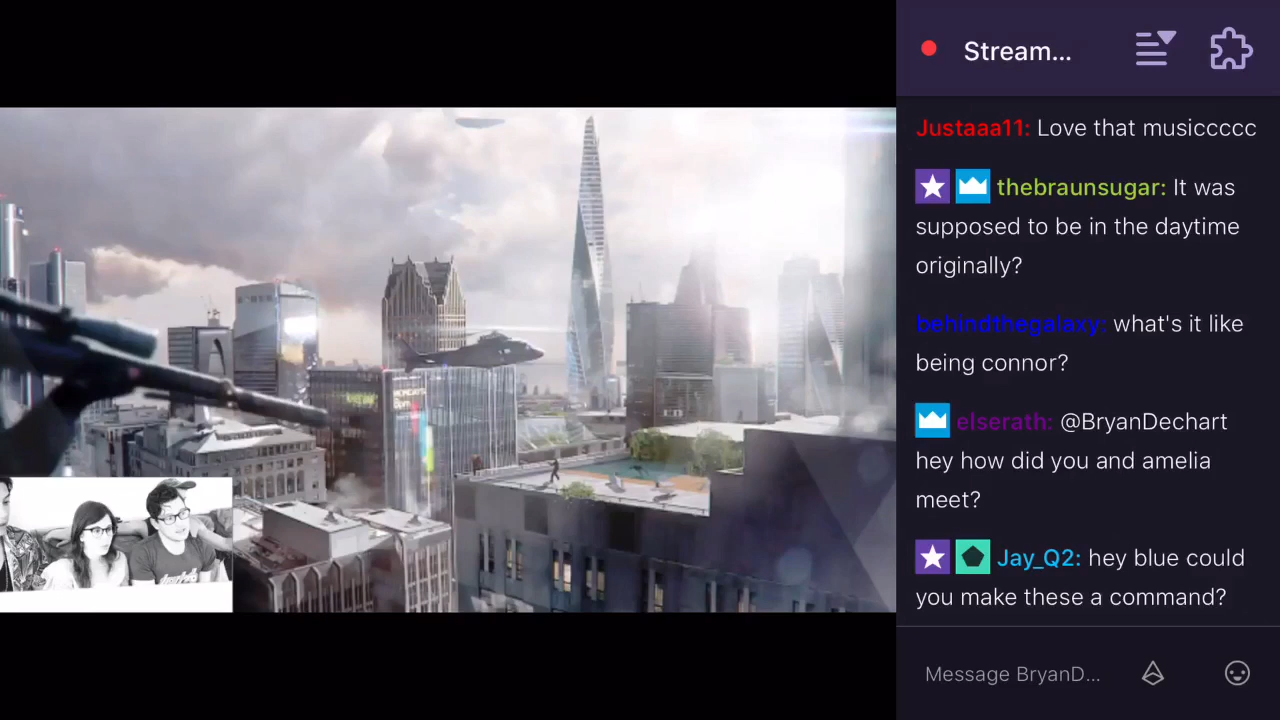 Stream...
Justaaa11: Love that musiccccc
thebraunsugar: It was
supposed to be in the daytime
originally?
behindthegalaxy: what's it like
being connor?
elserath: @BryanDechart
hey how did you and amelia
meet?
Jay_Q2: hey blue could
you make these a command?
Message BryanD...